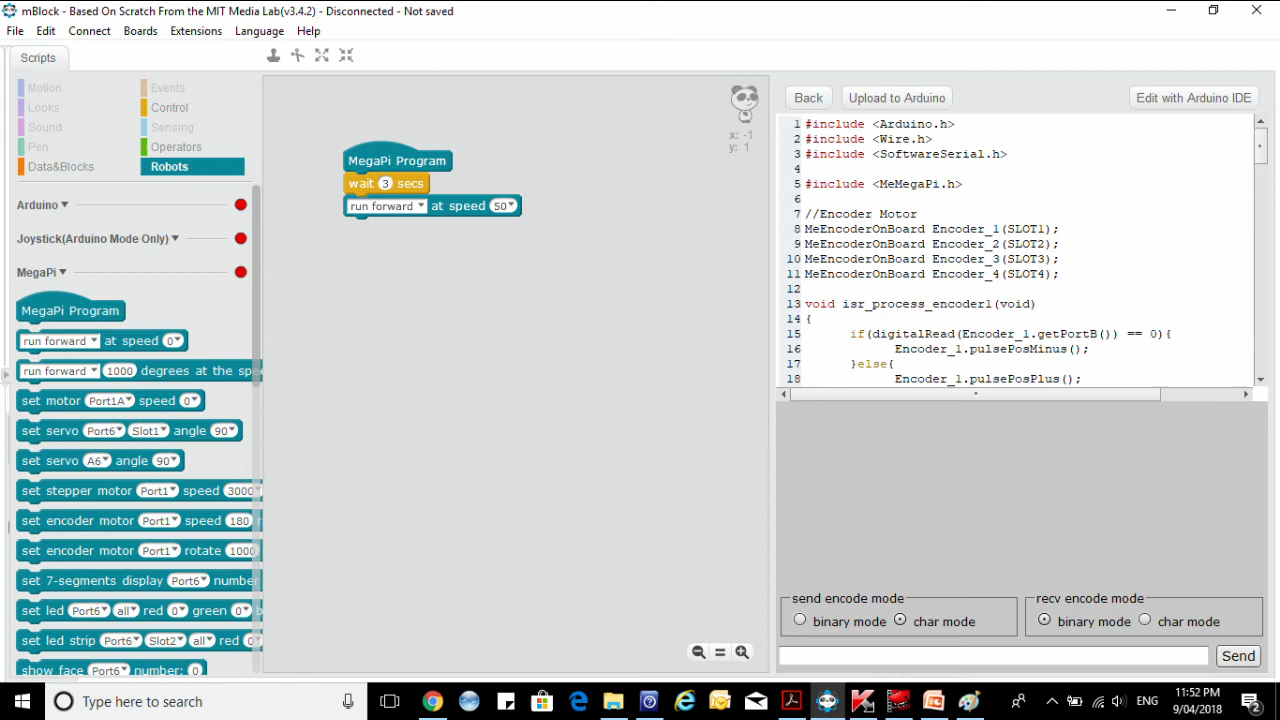 mBlock - Based On Scratch From the MIT Media Lab(v3.4.2) - Disconnected - Not saved
File Edit Connect Boards Extensions Language Help
Scripts
Motion Events
Looks Control
Sound Sensing
Pen Operators
Data&Blocks Robots
Arduino
Joystick(Arduino Mode Only)
MegaPi
MegaPi Program
run forward at speed 0
run forward 1000 degrees at the spe
set motor Port1A speed 0
set servo Port6 Slot1 angle 90
set servo A6 angle 90
set stepper motor Port1 speed 3000
set encoder motor Port1 speed 180
set encoder motor Port1 rotate 1000
set 7-segments display Port6 number
set led Port6 all red 0 green 0 b
set led strip Port6 Slot2 all red 0
show face Port6 number: 0
MegaPi Program
wait 3 secs
run forward at speed 50
x: -1
y: 1
Back Upload to Arduino Edit with Arduino IDE
1 #include <Arduino.h>
2 #include <Wire.h>
3 #include <SoftwareSerial.h>
4
5 #include <MeMegaPi.h>
6
7 //Encoder Motor
8 MeEncoderOnBoard Encoder_1(SLOT1);
9 MeEncoderOnBoard Encoder_2(SLOT2);
10 MeEncoderOnBoard Encoder_3(SLOT3);
11 MeEncoderOnBoard Encoder_4(SLOT4);
12
13 void isr_process_encoder1(void)
14 {
15 if(digitalRead(Encoder_1.getPortB()) == 0){
16 Encoder_1.pulsePosMinus();
17 }else{
18 Encoder_1.pulsePosPlus();
send encode mode
binary mode char mode
recv encode mode
binary mode char mode
Send
Type here to search
ENG
11:52 PM
9/04/2018
2